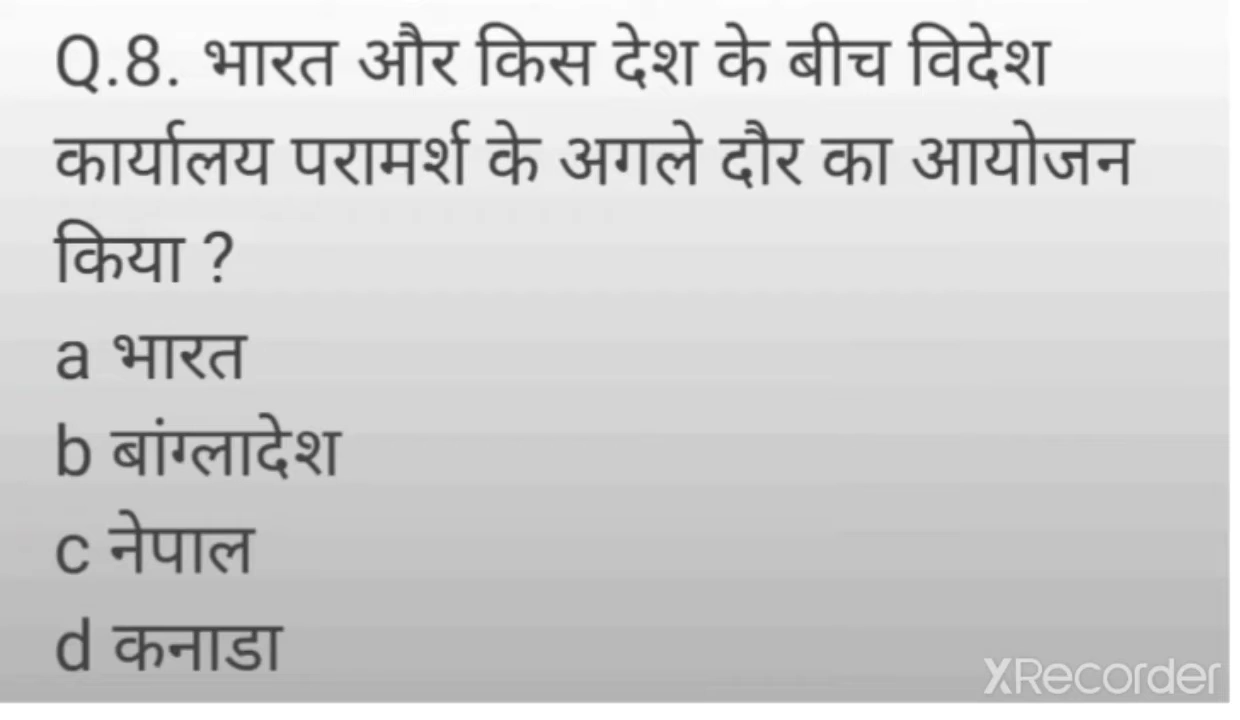 Q.8. भारत और किस देश के बीच विदेश
कार्यालय परामर्श के अगले दौर का आयोजन
किया ?
a भारत
b बांग्लादेश
c नेपाल
d कनाडा
XRecorder